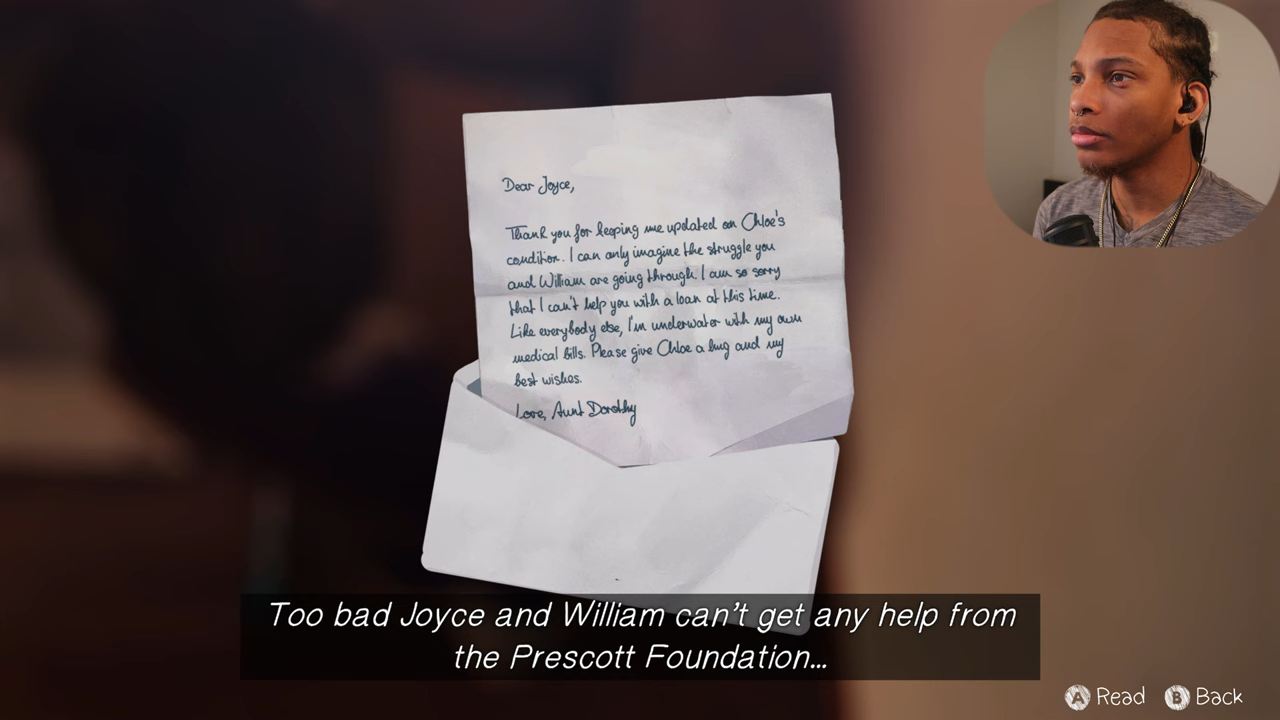 Dear Joyce,
Thank you for keeping me updated on Chloe's
condition. I can only imagine the struggle you
and William are going through. I am so sorry
that I can't help you with a loan at this time.
Like everybody else, I'm underwater with my own
medical bills. Please give Chloe a hug and my
best wishes.
Love, Aunt Dorothy
Too bad Joyce and William can't get any help from
the Prescott Foundation...
A Read B Back